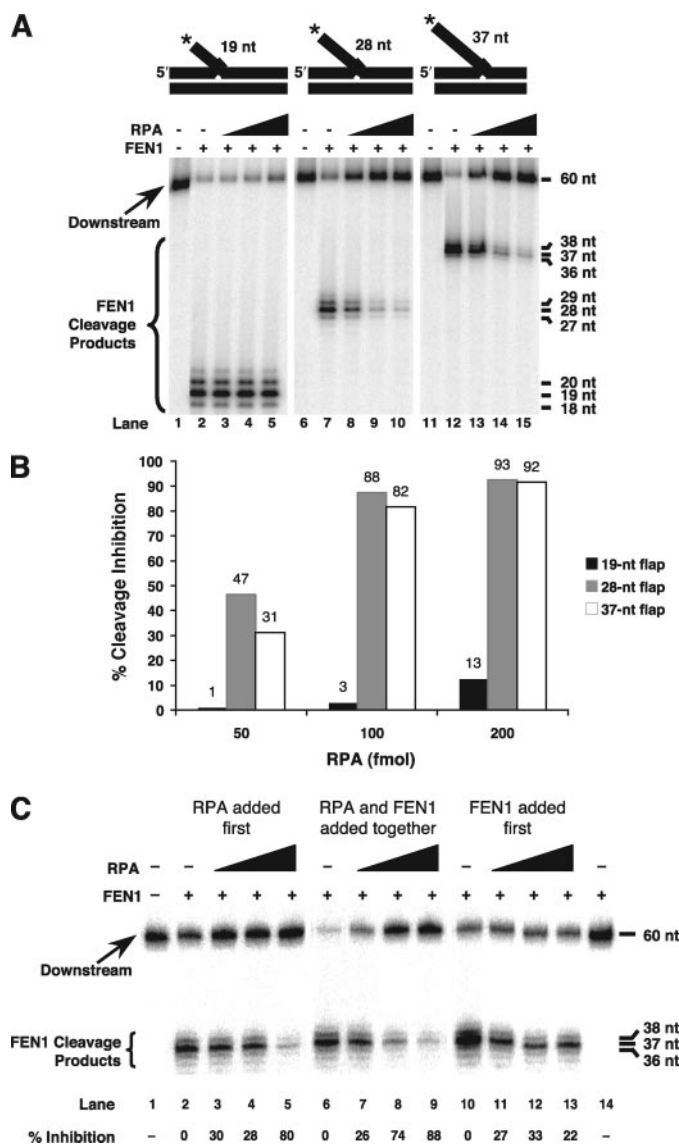 A
* 19 nt
* 28 nt
* 37 nt
5′ 5′ 5′
RPA - - - - - -
FEN1 - + + + + - + + + + - + + + +
60 nt
Downstream
38 nt
37 nt
36 nt
FEN1
Cleavage
Products
29 nt
28 nt
27 nt
20 nt
19 nt
18 nt
Lane 1 2 3 4 5 6 7 8 9 10 11 12 13 14 15
B
% Cleavage Inhibition
100
90
80
70
60
50
40
30
20
10
0
1 47 31
3 88 82
13 93 92
50 100 200
RPA (fmol)
19-nt flap
28-nt flap
37-nt flap
C
RPA added
first
RPA and FEN1
added together
FEN1 added
first
RPA – – – – –
FEN1 – + + + + + + + + + + + + +
60 nt
Downstream
FEN1 Cleavage
Products
38 nt
37 nt
36 nt
Lane 1 2 3 4 5 6 7 8 9 10 11 12 13 14
% Inhibition – 0 30 28 80 0 26 74 88 0 27 33 22 –